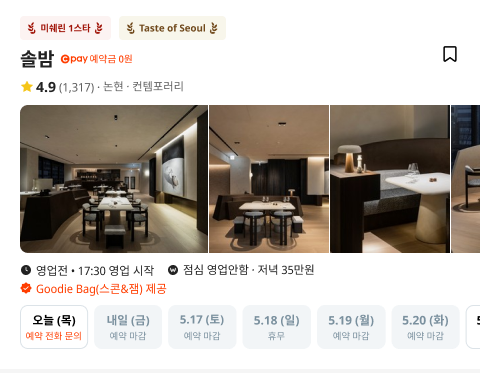 미쉐린 1스타 Taste of Seoul
솔밤 pay 예약금 0원
4.9 (1,317) · 논현 · 컨템포러리
영업전 • 17:30 영업 시작 W 점심 영업안함 · 저녁 35만원
Goodie Bag(스콘&잼) 제공
오늘 (목) 내일 (금) 5.17 (토) 5.18 (일) 5.19 (월) 5.20 (화) 5
예약 전화 문의 예약 마감 예약 마감 휴무 예약 마감 예약 마감